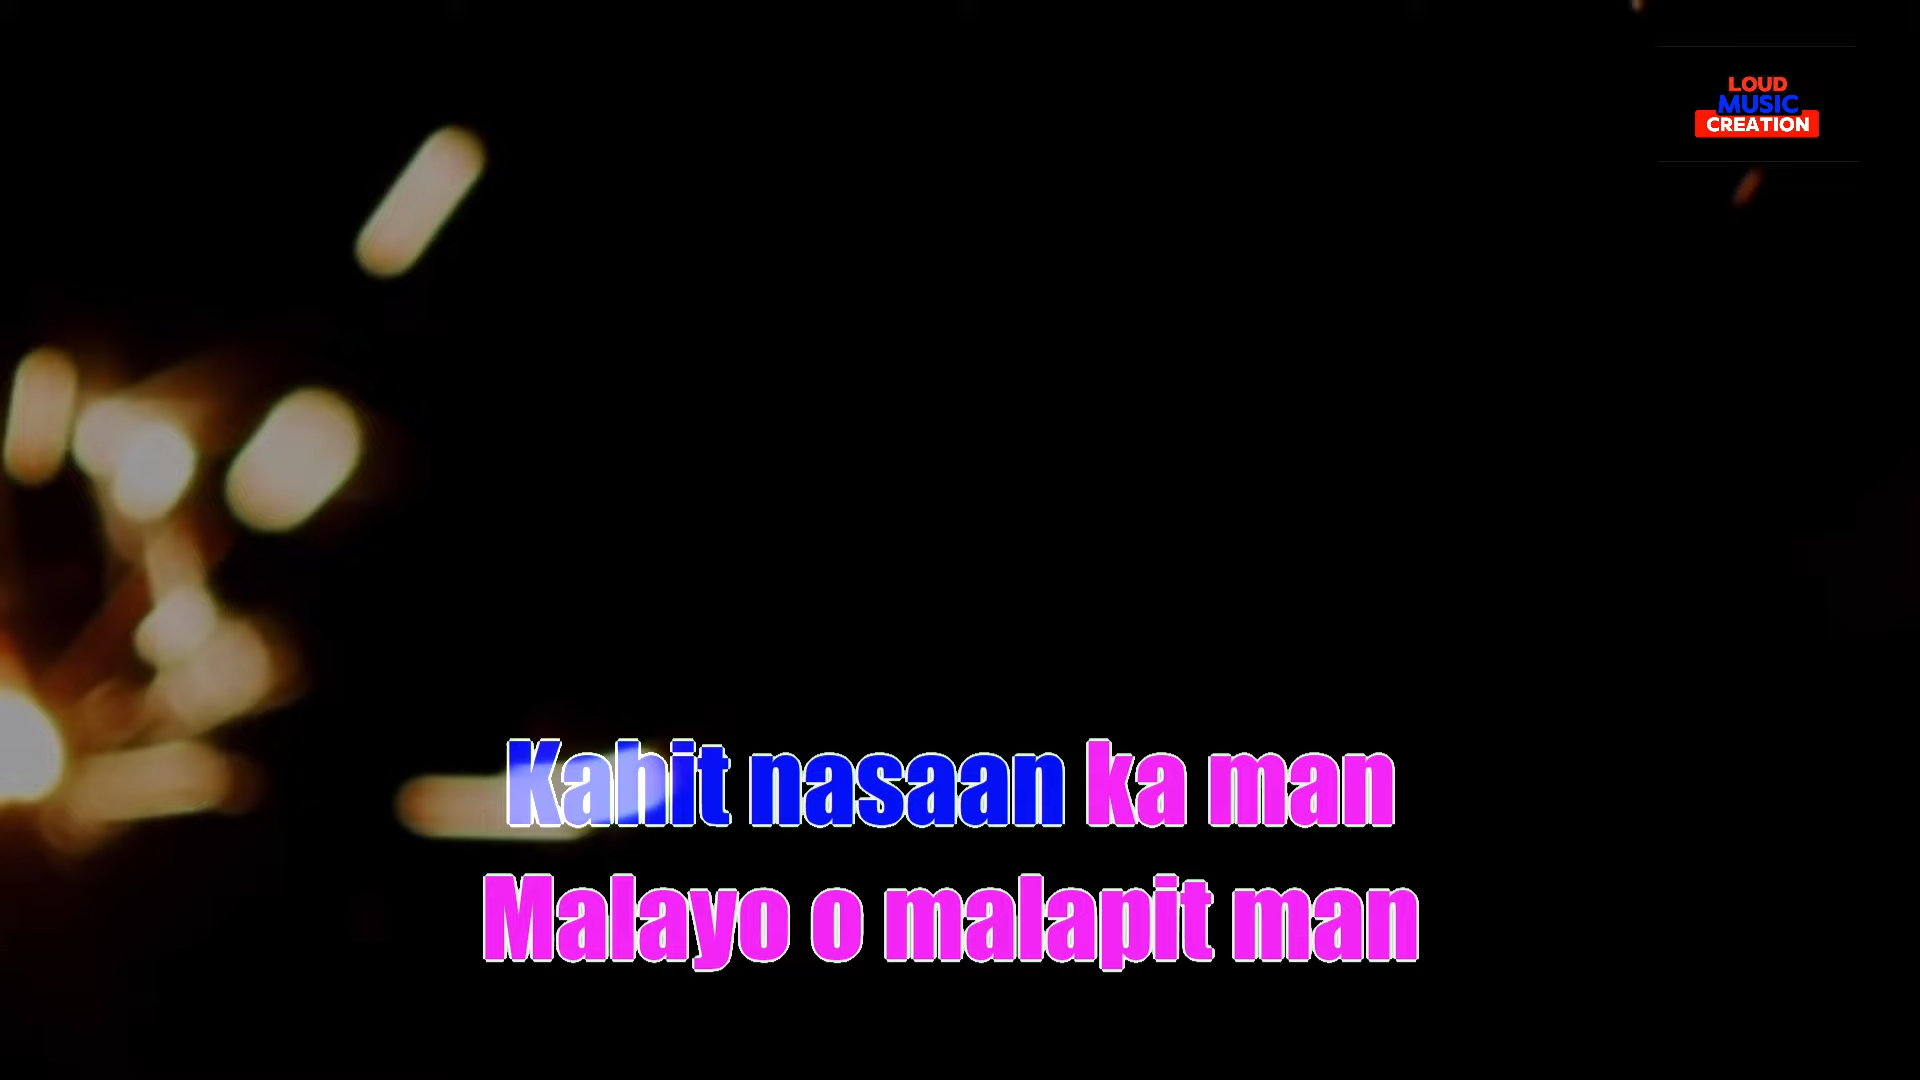 LOUD
MUSIC
CREATION
Kahit nasaan ka man
Malayo o malapit man